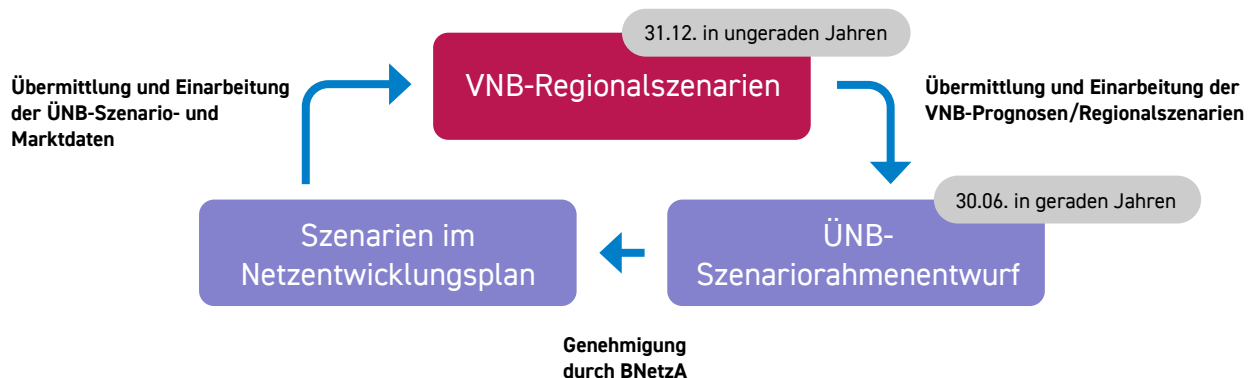 31.12. in ungeraden Jahren
VNB-Regionalszenarien
Übermittlung und Einarbeitung
der ÜNB-Szenario- und
Marktdaten
Übermittlung und Einarbeitung der
VNB-Prognosen/Regionalszenarien
30.06. in geraden Jahren
Szenarien im
Netzentwicklungsplan
ÜNB-
Szenariorahmenentwurf
Genehmigung
durch BNetzA